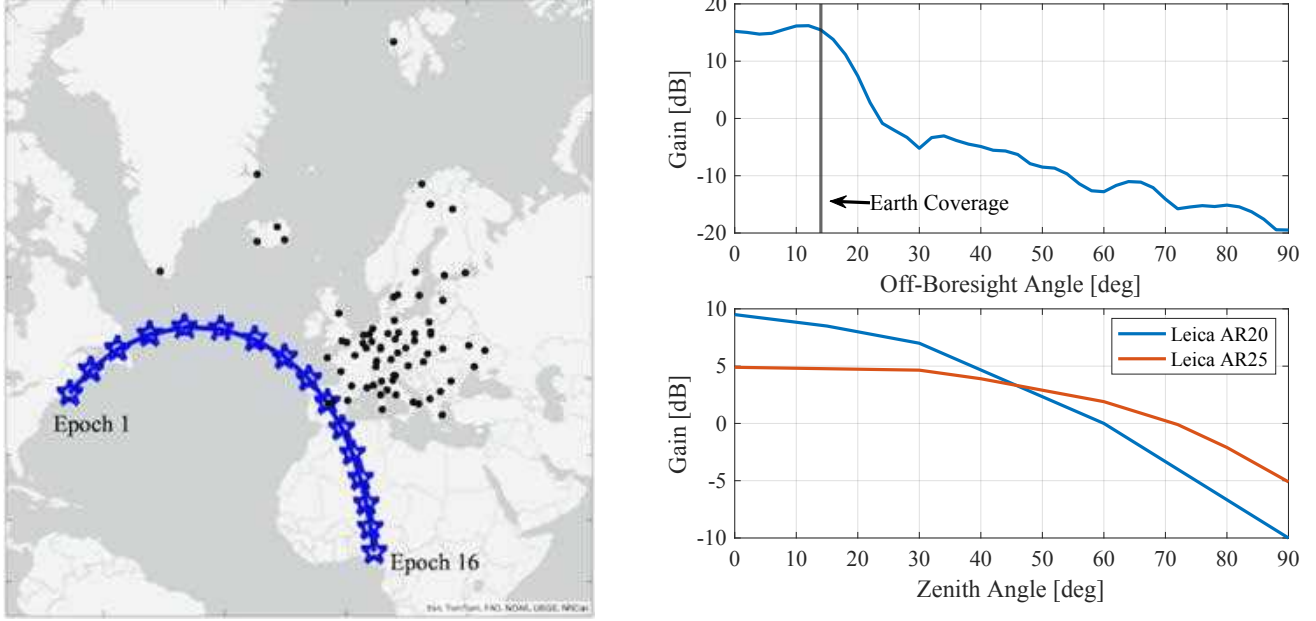 Epoch 1
Epoch 16
Esri, TomTom, FAO, NOAA, USGS,
20
10
0
-10
-20
Gain [dB]
Earth Coverage
0 10 20 30 40 50 60 70 80 90
Off-Boresight Angle [deg]
10
5
0
-5
-10
Gain [dB]
Leica AR20
Leica AR25
0 10 20 30 40 50 60 70 80 90
Zenith Angle [deg]